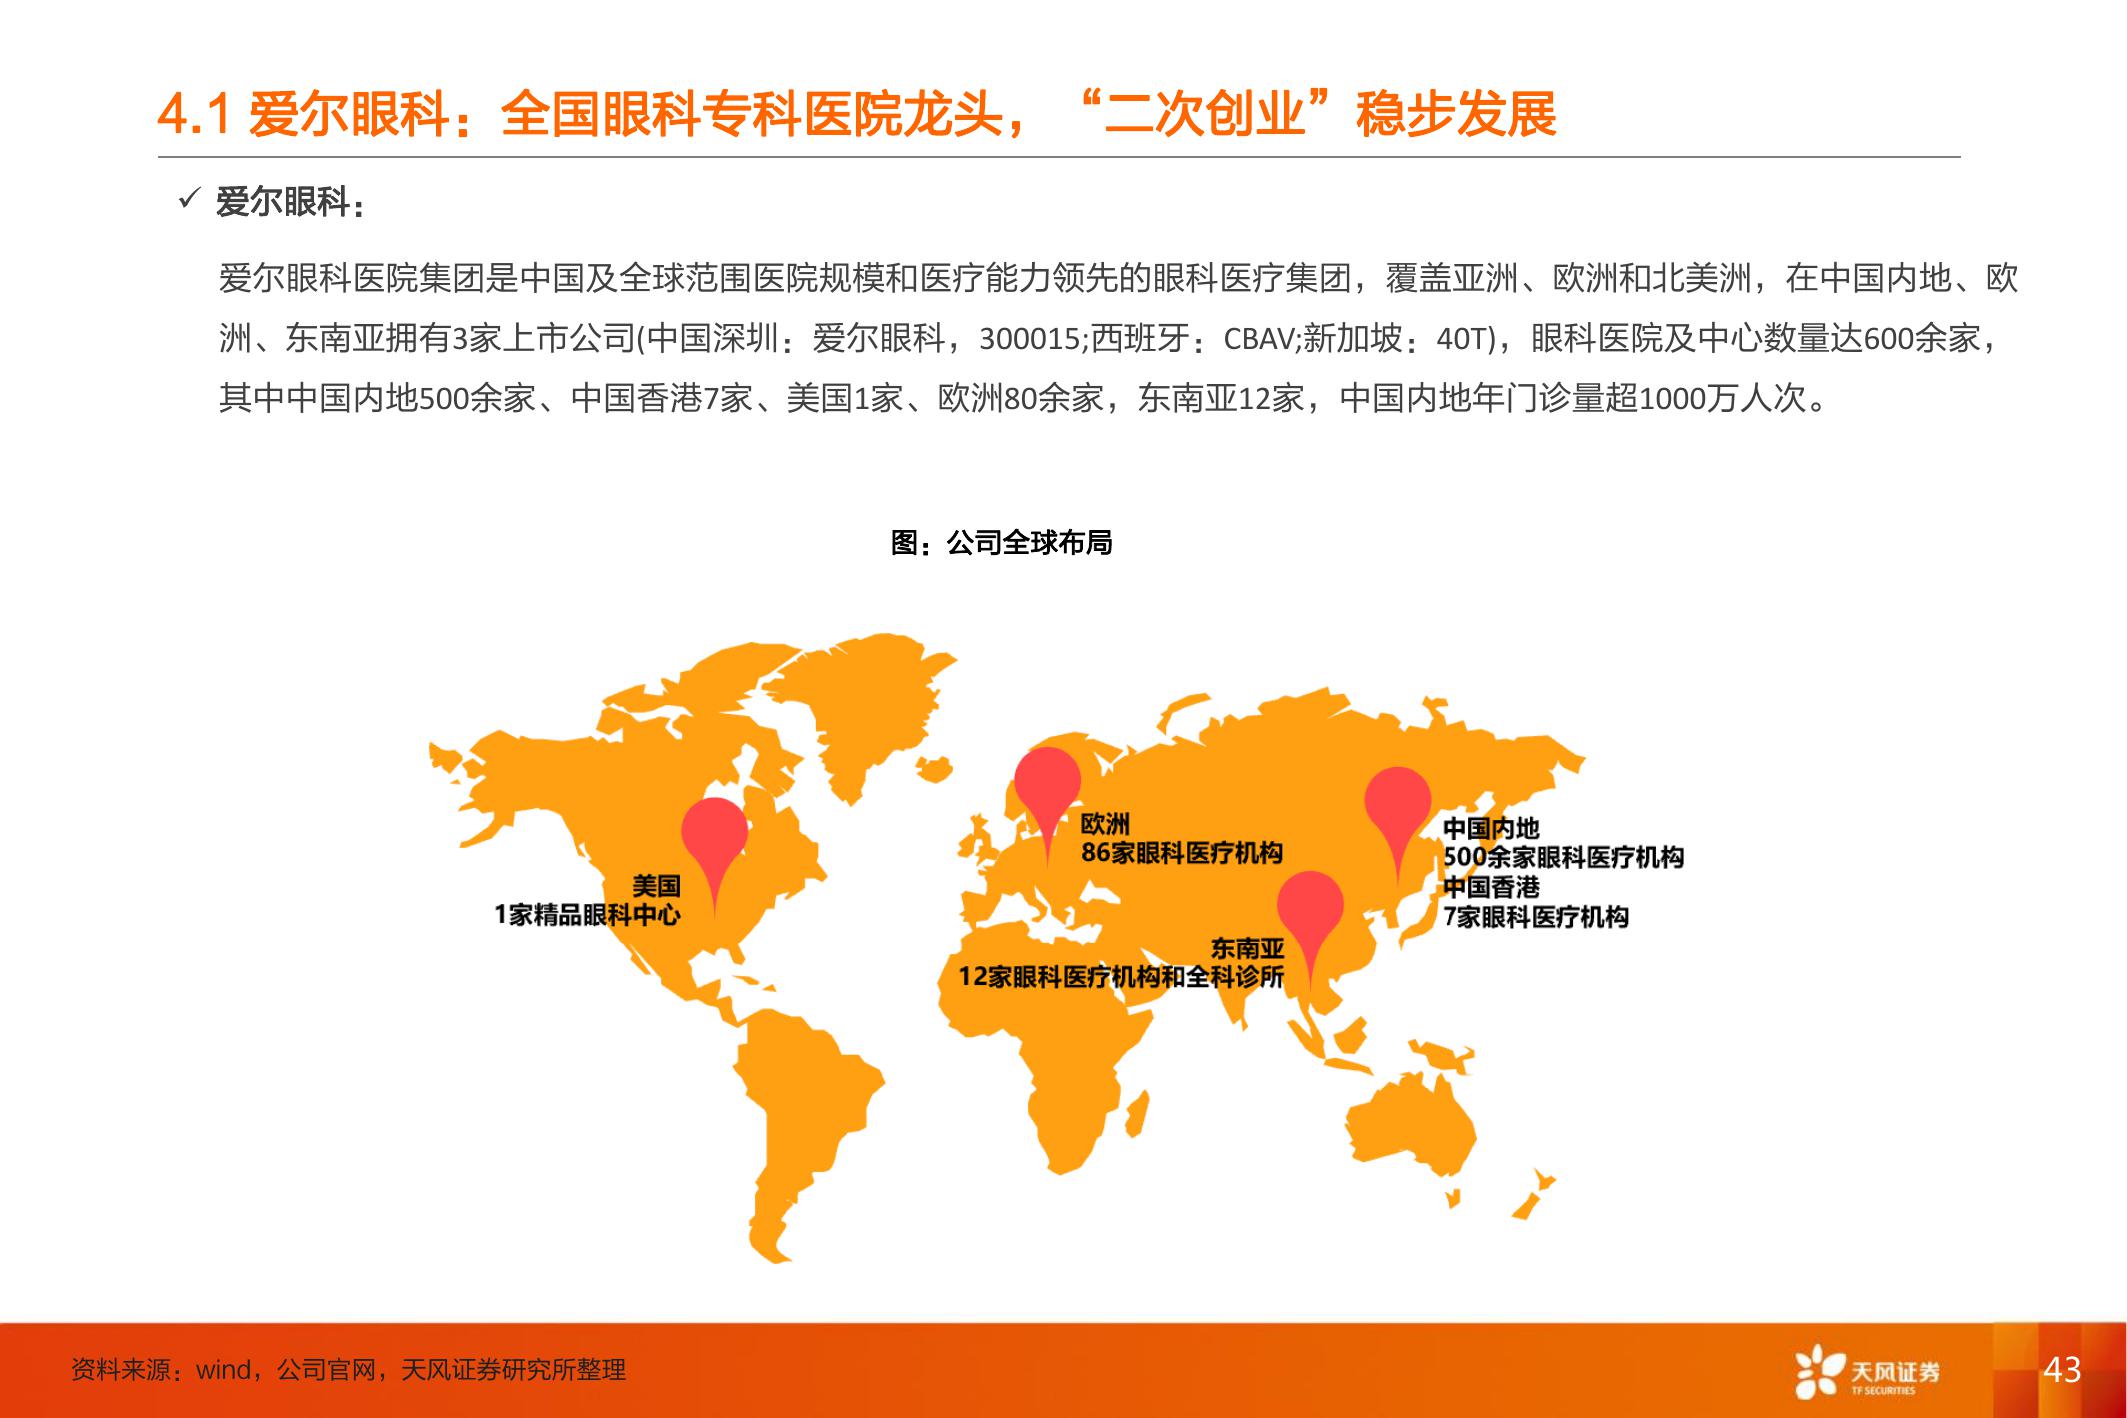 4.1 爱尔眼科：全国眼科专科医院龙头，“二次创业”稳步发展
✓ 爱尔眼科：
爱尔眼科医院集团是中国及全球范围医院规模和医疗能力领先的眼科医疗集团，覆盖亚洲、欧洲和北美洲，在中国内地、欧
洲、东南亚拥有3家上市公司(中国深圳：爱尔眼科，300015;西班牙：CBAV;新加坡：40T)，眼科医院及中心数量达600余家，
其中中国内地500余家、中国香港7家、美国1家、欧洲80余家，东南亚12家，中国内地年门诊量超1000万人次。
图：公司全球布局
欧洲
86家眼科医疗机构
中国内地
500余家眼科医疗机构
中国香港
7家眼科医疗机构
美国
1家精品眼科中心
东南亚
12家眼科医疗机构和全科诊所
资料来源：wind，公司官网，天风证券研究所整理
天风证券
TF SECURITIES
43